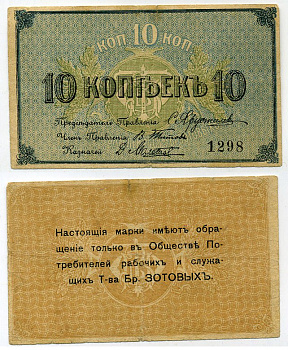 КОП 10 КОП
10 КОПѢЕКЪ 10
Предсѣдатель Правленія
Членъ Правленія
Казначей
1298
Настоящія марки имѣютъ обра-
щеніе только въ Обществѣ По-
требителей рабочихъ и служа-
щихъ Т-ва Бр. ЗОТОВЫХЪ.